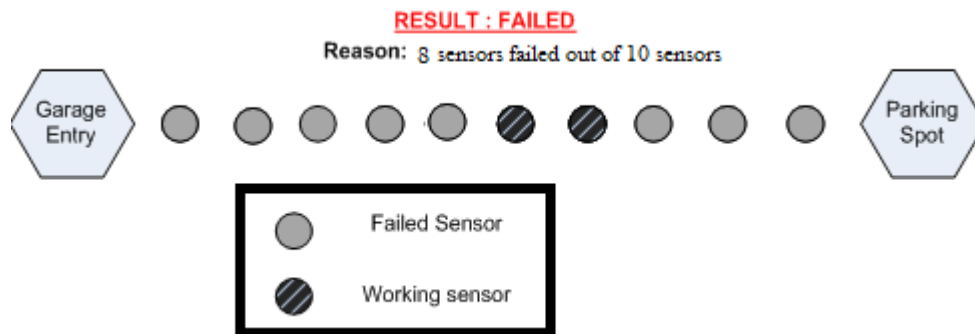 RESULT : FAILED
Reason: 8 sensors failed out of 10 sensors
Garage
Entry
Parking
Spot
Failed Sensor
Working sensor